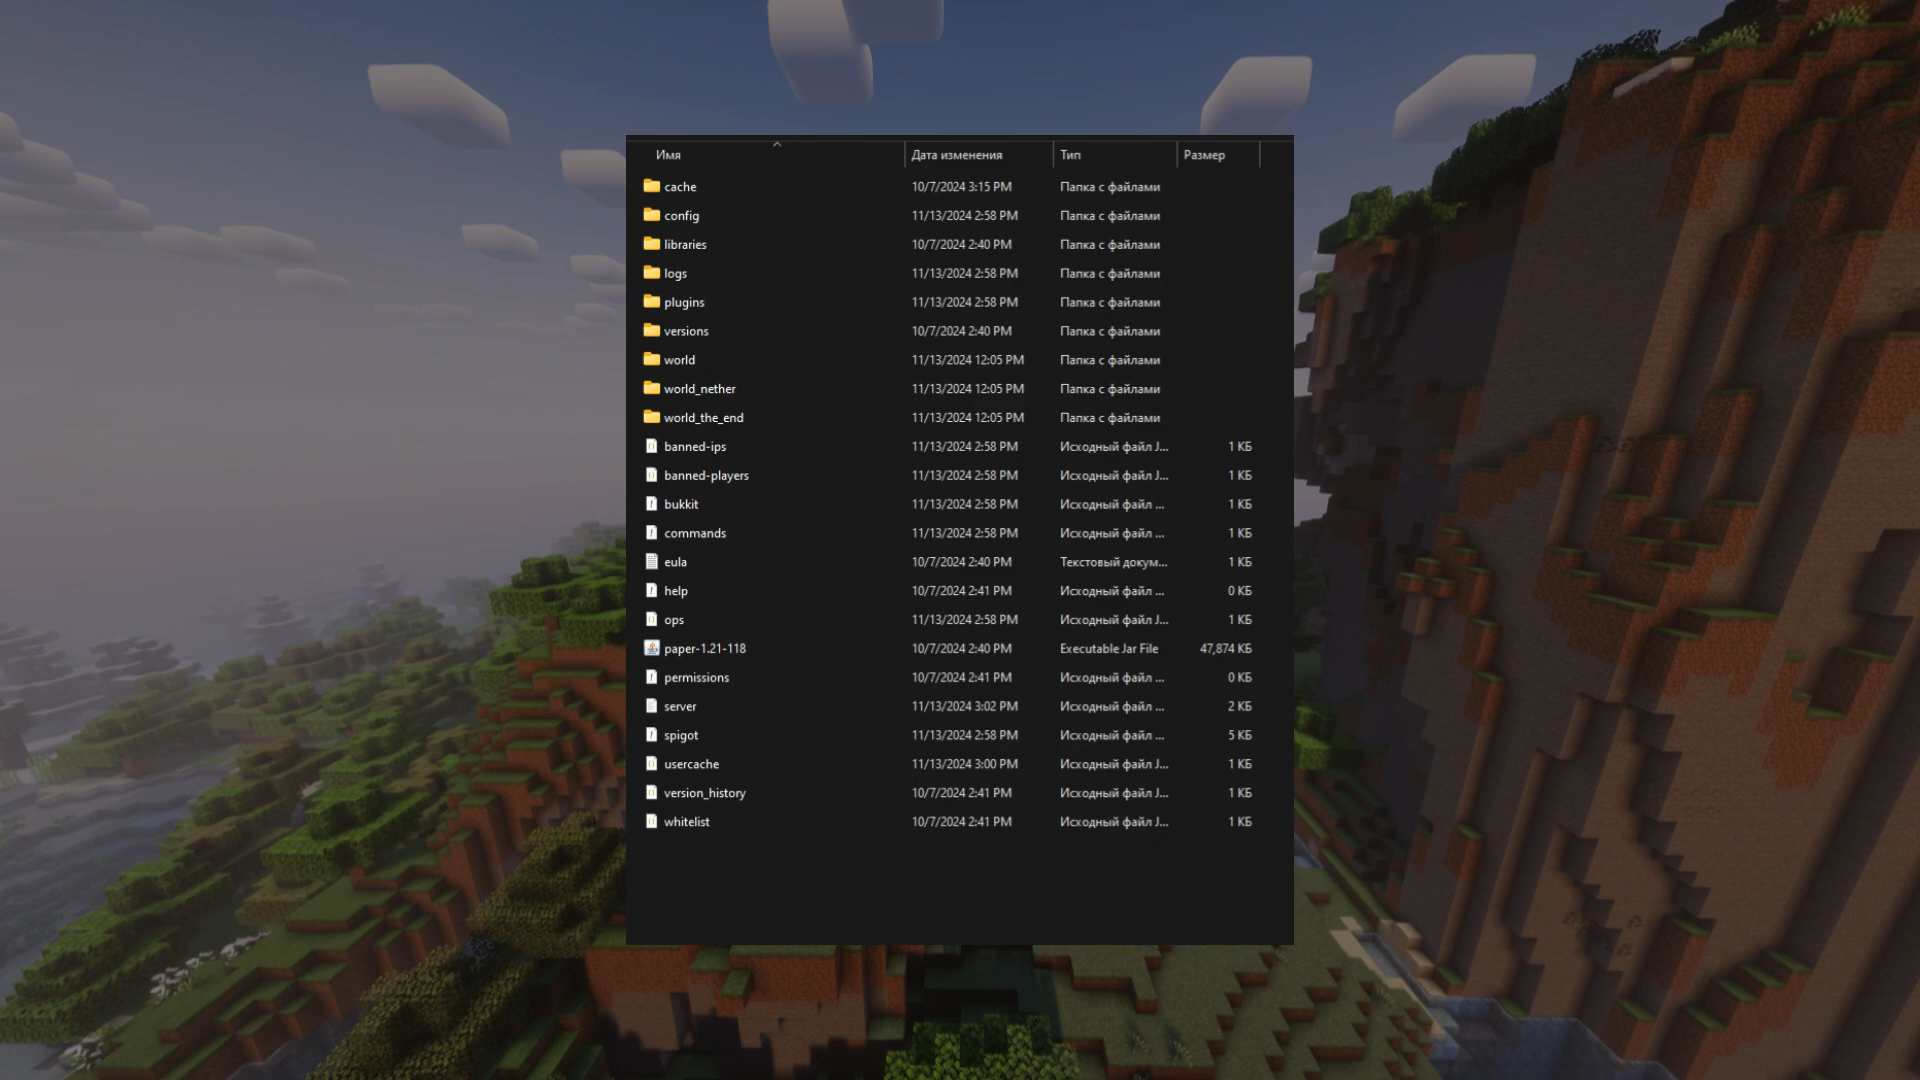 Имя Дата изменения Тип Размер
cache 10/7/2024 3:15 PM Папка с файлами
config 11/13/2024 2:58 PM Папка с файлами
libraries 10/7/2024 2:40 PM Папка с файлами
logs 11/13/2024 2:58 PM Папка с файлами
plugins 11/13/2024 2:58 PM Папка с файлами
versions 10/7/2024 2:40 PM Папка с файлами
world 11/13/2024 12:05 PM Папка с файлами
world_nether 11/13/2024 12:05 PM Папка с файлами
world_the_end 11/13/2024 12:05 PM Папка с файлами
banned-ips 11/13/2024 2:58 PM Исходный файл J... 1 КБ
banned-players 11/13/2024 2:58 PM Исходный файл J... 1 КБ
bukkit 11/13/2024 2:58 PM Исходный файл ... 1 КБ
commands 11/13/2024 2:58 PM Исходный файл ... 1 КБ
eula 10/7/2024 2:40 PM Текстовый докум... 1 КБ
help 10/7/2024 2:41 PM Исходный файл ... 0 КБ
ops 11/13/2024 2:58 PM Исходный файл J... 1 КБ
paper-1.21-118 10/7/2024 2:40 PM Executable Jar File 47,874 КБ
permissions 10/7/2024 2:41 PM Исходный файл ... 0 КБ
server 11/13/2024 3:02 PM Исходный файл ... 2 КБ
spigot 11/13/2024 2:58 PM Исходный файл ... 5 КБ
usercache 11/13/2024 3:00 PM Исходный файл J... 1 КБ
version_history 10/7/2024 2:41 PM Исходный файл J... 1 КБ
whitelist 10/7/2024 2:41 PM Исходный файл J... 1 КБ